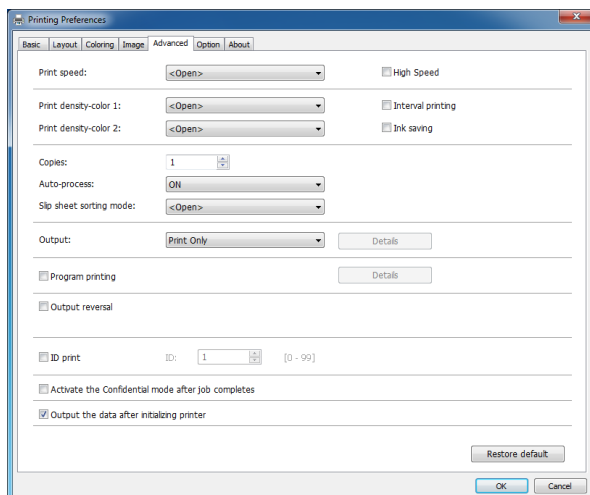 Printing Preferences
Basic Layout Coloring Image Advanced Option About
Print speed: <Open> High Speed
Print density-color 1: <Open> Interval printing
Print density-color 2: <Open> Ink saving
Copies: 1
Auto-process: ON
Slip sheet sorting mode: <Open>
Output: Print Only Details
Program printing Details
Output reversal
ID print ID: 1 [0 - 99]
Activate the Confidential mode after job completes
Output the data after initializing printer
Restore default
OK Cancel